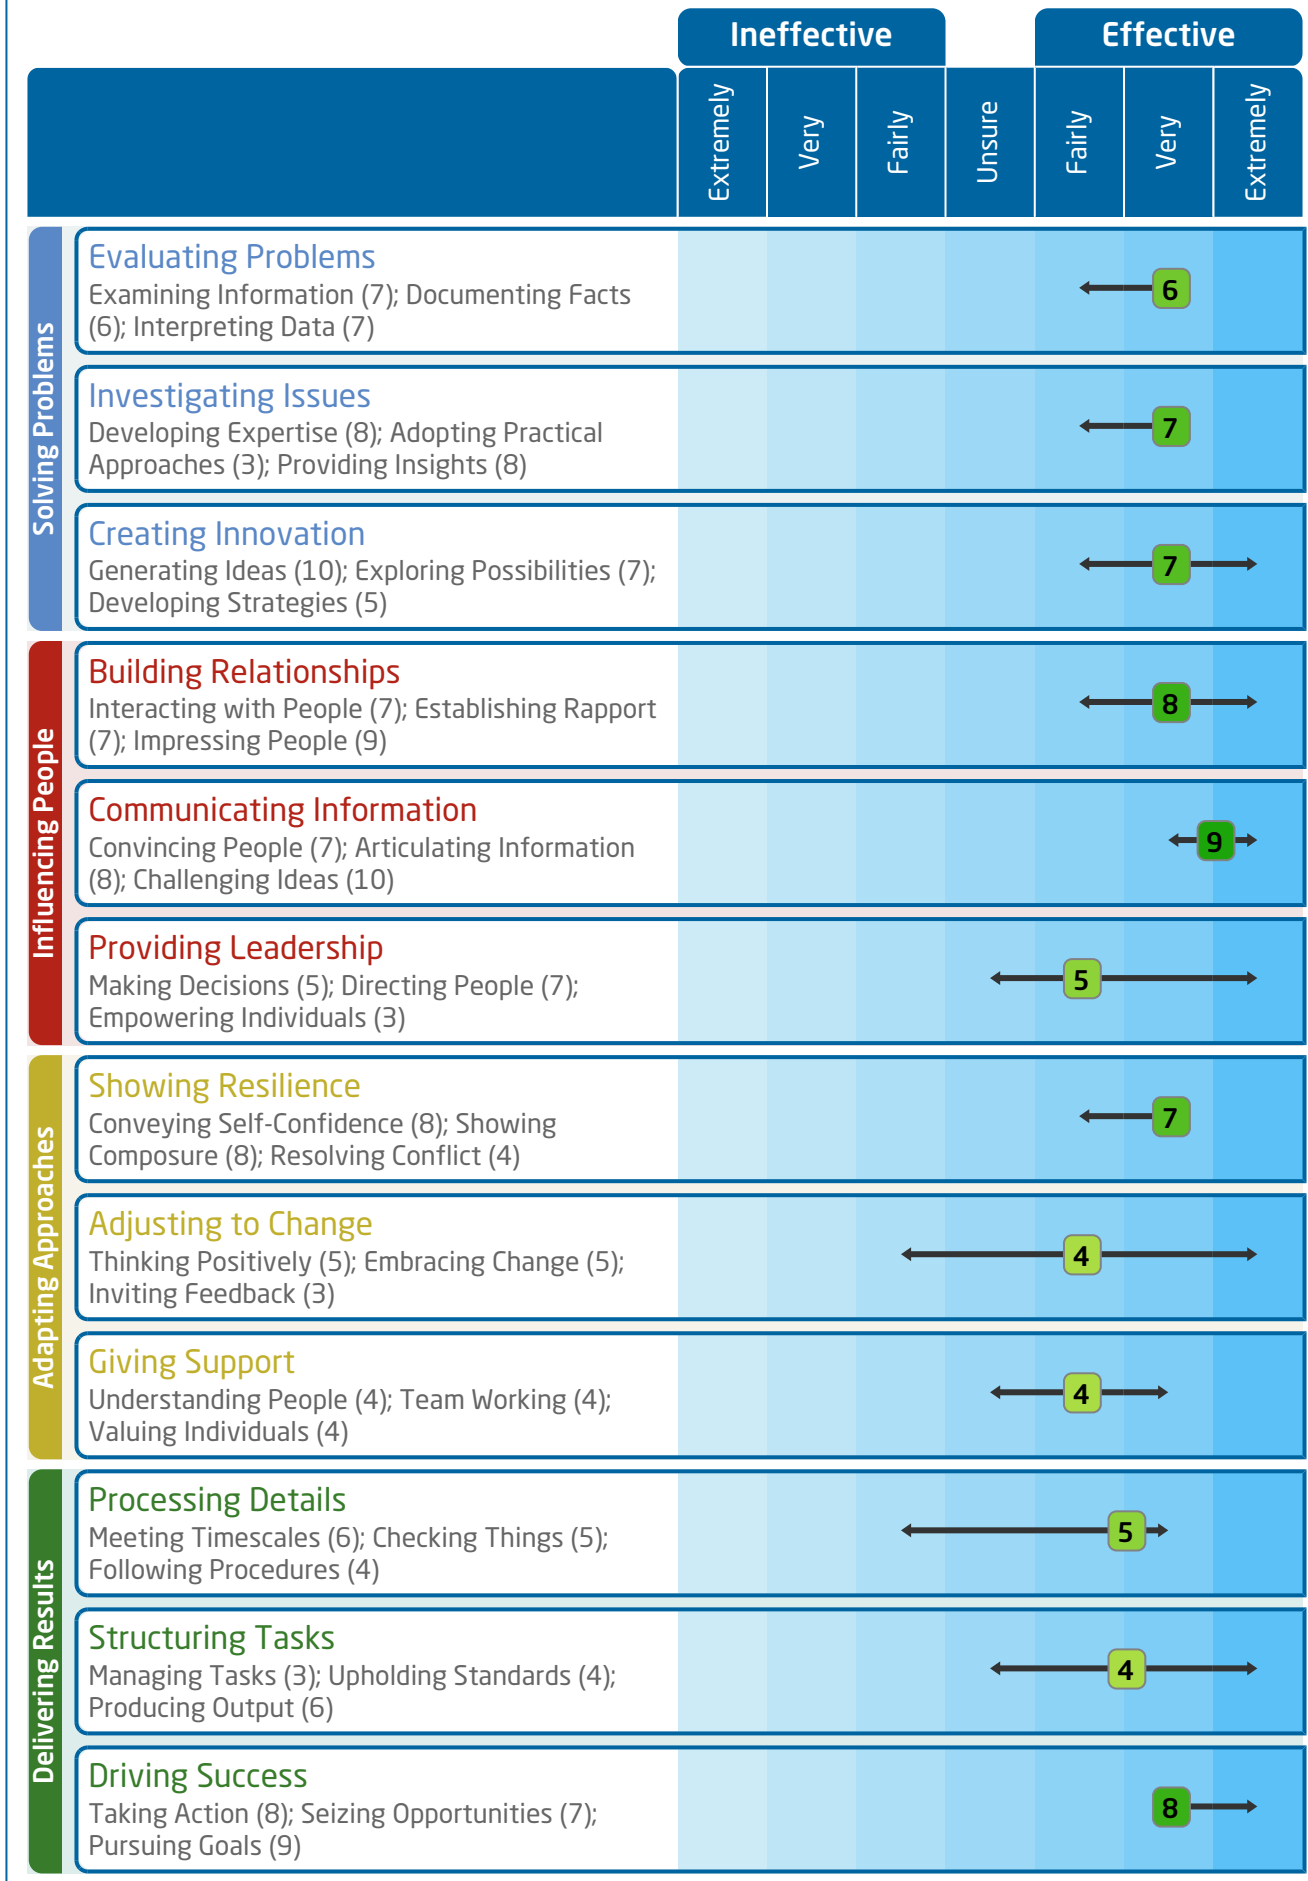 Ineffective
Effective
Extremely
Very
Fairly
Unsure
Fairly
Very
Extremely
Solving Problems
Evaluating Problems
Examining Information (7); Documenting Facts
(6); Interpreting Data (7)
6
Investigating Issues
Developing Expertise (8); Adopting Practical
Approaches (3); Providing Insights (8)
7
Creating Innovation
Generating Ideas (10); Exploring Possibilities (7);
Developing Strategies (5)
7
Influencing People
Building Relationships
Interacting with People (7); Establishing Rapport
(7); Impressing People (9)
8
Communicating Information
Convincing People (7); Articulating Information
(8); Challenging Ideas (10)
9
Providing Leadership
Making Decisions (5); Directing People (7);
Empowering Individuals (3)
5
Adapting Approaches
Showing Resilience
Conveying Self-Confidence (8); Showing
Composure (8); Resolving Conflict (4)
7
Adjusting to Change
Thinking Positively (5); Embracing Change (5);
Inviting Feedback (3)
4
Giving Support
Understanding People (4); Team Working (4);
Valuing Individuals (4)
4
Delivering Results
Processing Details
Meeting Timescales (6); Checking Things (5);
Following Procedures (4)
5
Structuring Tasks
Managing Tasks (3); Upholding Standards (4);
Producing Output (6)
4
Driving Success
Taking Action (8); Seizing Opportunities (7);
Pursuing Goals (9)
8